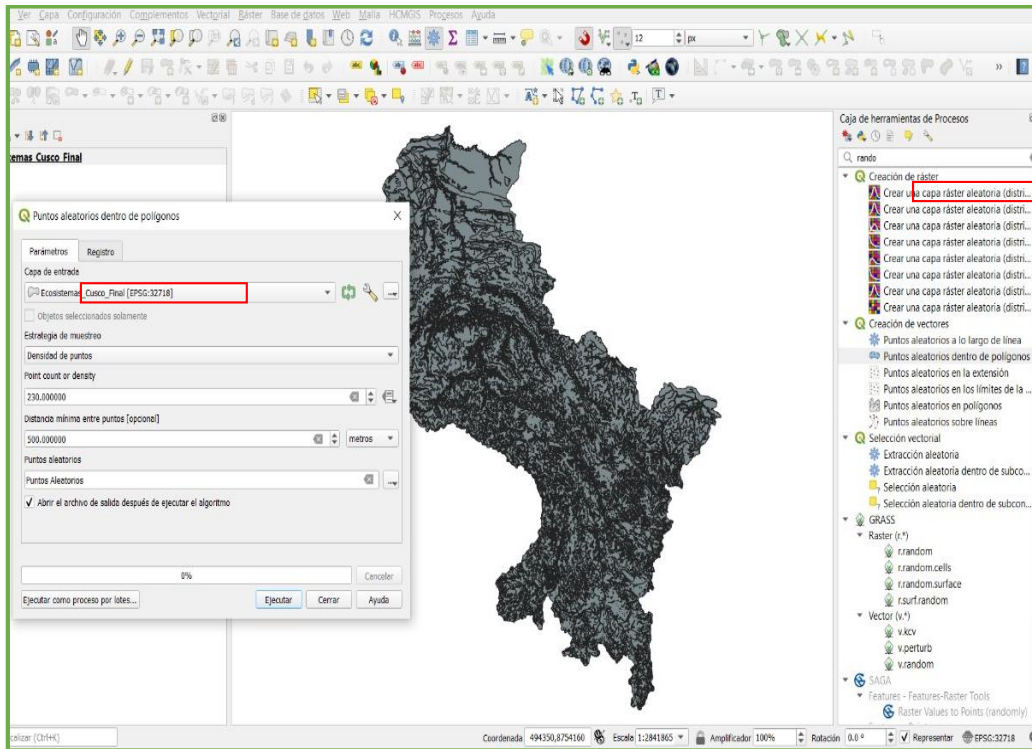 Ver Capa Configuración Complementos Vectorial Ráster Base de datos Web Malla HCMGIS Procesos Ayuda
12 px
emas Cusco Final
Puntos aleatorios dentro de polígonos
Parámetros Registro
Capa de entrada
Ecosistemas_Cusco_Final [EPSG:32718]
Objetos seleccionados solamente
Estrategia de muestreo
Densidad de puntos
Point count or density
230.000000
Distancia mínima entre puntos [opcional]
500.000000 metros
Puntos aleatorios
Puntos Aleatorios
Abrir el archivo de salida después de ejecutar el algoritmo
0% Cancelar
Ejecutar como proceso por lotes... Ejecutar Cerrar Ayuda
Caja de herramientas de Procesos
rando
Creación de ráster
Crear una capa ráster aleatoria (distri...
Crear una capa ráster aleatoria (distri...
Crear una capa ráster aleatoria (distri...
Crear una capa ráster aleatoria (distri...
Crear una capa ráster aleatoria (distri...
Crear una capa ráster aleatoria (distri...
Crear una capa ráster aleatoria (distri...
Crear una capa ráster aleatoria (distri...
Creación de vectores
Puntos aleatorios a lo largo de línea
Puntos aleatorios dentro de polígonos
Puntos aleatorios en la extensión
Puntos aleatorios en los límites de la ...
Puntos aleatorios en polígonos
Puntos aleatorios sobre líneas
Selección vectorial
Extracción aleatoria
Extracción aleatoria dentro de subco...
Selección aleatoria
Selección aleatoria dentro de subcon...
GRASS
Raster (r.*)
r.random
r.random.cells
r.random.surface
r.surf.random
Vector (v.*)
v.kcv
v.perturb
v.random
SAGA
Features - Features-Raster Tools
Raster Values to Points (randomly)
calizar (Ctrl+K) Coordenada 494350,8754160 Escala 1:2841865 Amplificador 100% Rotación 0.0 ° Representar EPSG:32718